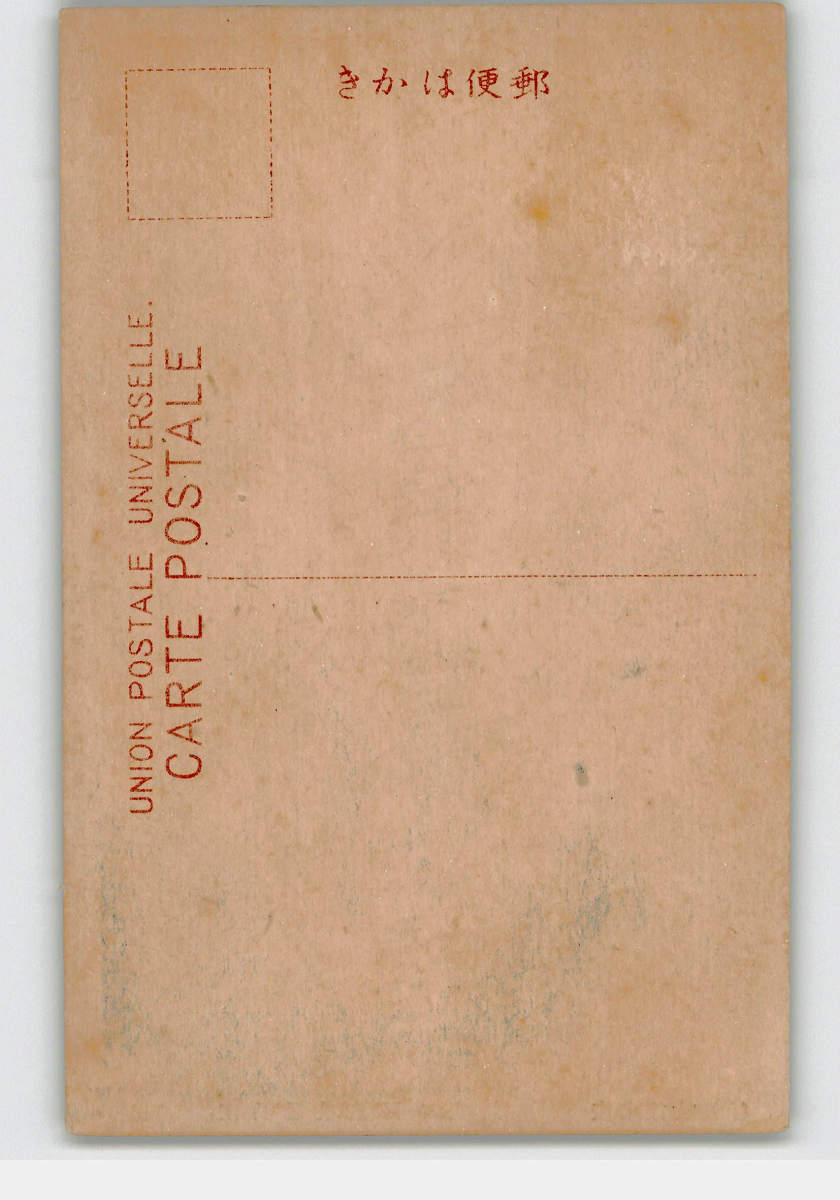 郵便はかき
UNION POSTALE UNIVERSELLE.
CARTE POSTALE